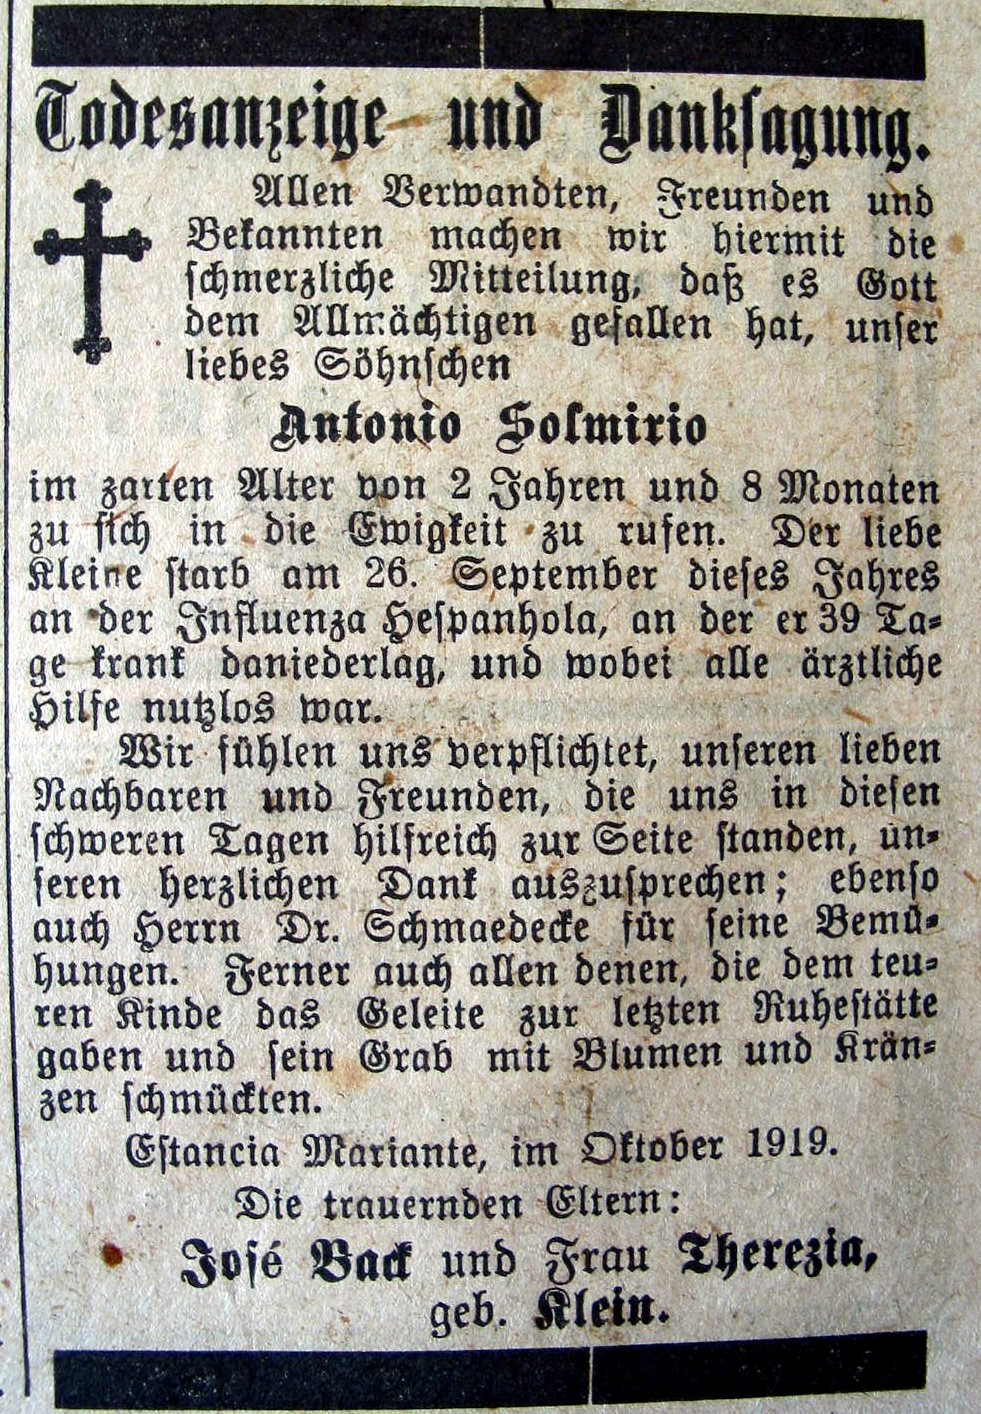 Todesanzeige und Danksagung.
Allen Verwandten, Freunden und
Bekannten machen wir hiermit die
schmerzliche Mitteilung, daß es Gott
dem Allmächtigen gefallen hat, unser
liebes Söhnschen
Antonio Solmirio
im zarten Alter von 2 Jahren und 8 Monaten
zu sich in die Ewigkeit zu rufen. Der liebe
Kleine starb am 26. September dieses Jahres
an der Influenza Hespanhola, an der er 39 Ta-
ge krank daniederlag, und wobei alle ärztliche
Hilfe nutzlos war.
Wir fühlen uns verpflichtet, unseren lieben
Nachbaren und Freunden, die uns in diesen
schweren Tagen hilfreich zur Seite standen, un-
seren herzlichen Dank auszusprechen; ebenso
auch Herrn Dr. Schmaedecke für seine Bemü-
hungen. Ferner auch allen denen, die dem teu-
ren Kinde das Geleite zur letzten Ruhestätte
gaben und sein Grab mit Blumen und Krän-
zen schmückten.
Estancia Mariante, im Oktober 1919.
Die trauernden Eltern:
José Back und Frau Therezia,
geb. Klein.